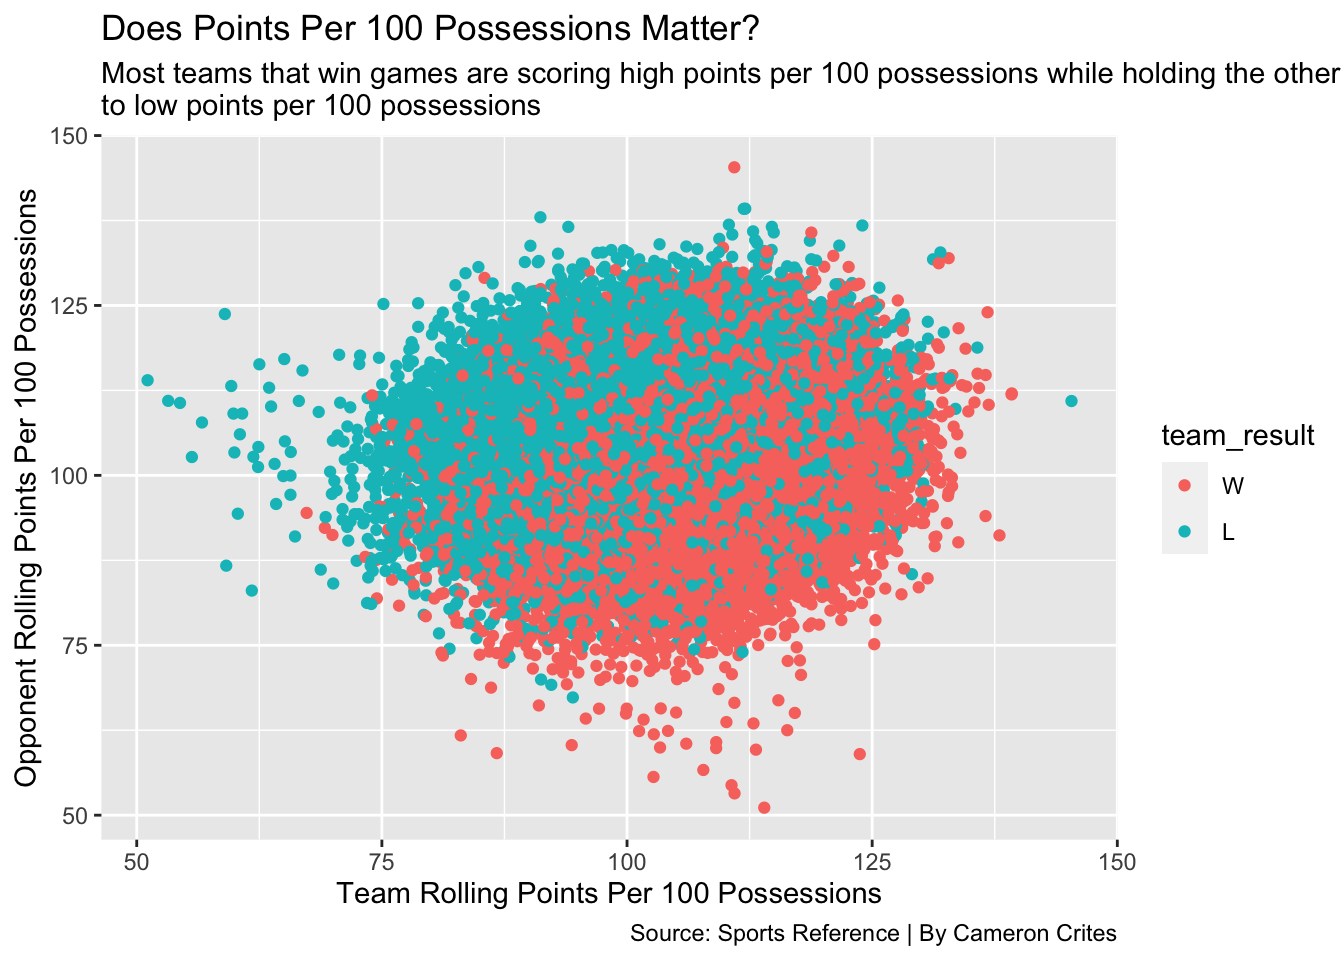 Does Points Per 100 Possessions Matter?
Most teams that win games are scoring high points per 100 possessions while holding the other
to low points per 100 possessions
150
125
100
75
50
Opponent Rolling Points Per 100 Possessions
50 75 100 125 150
Team Rolling Points Per 100 Possessions
team_result
W
L
Source: Sports Reference | By Cameron Crites